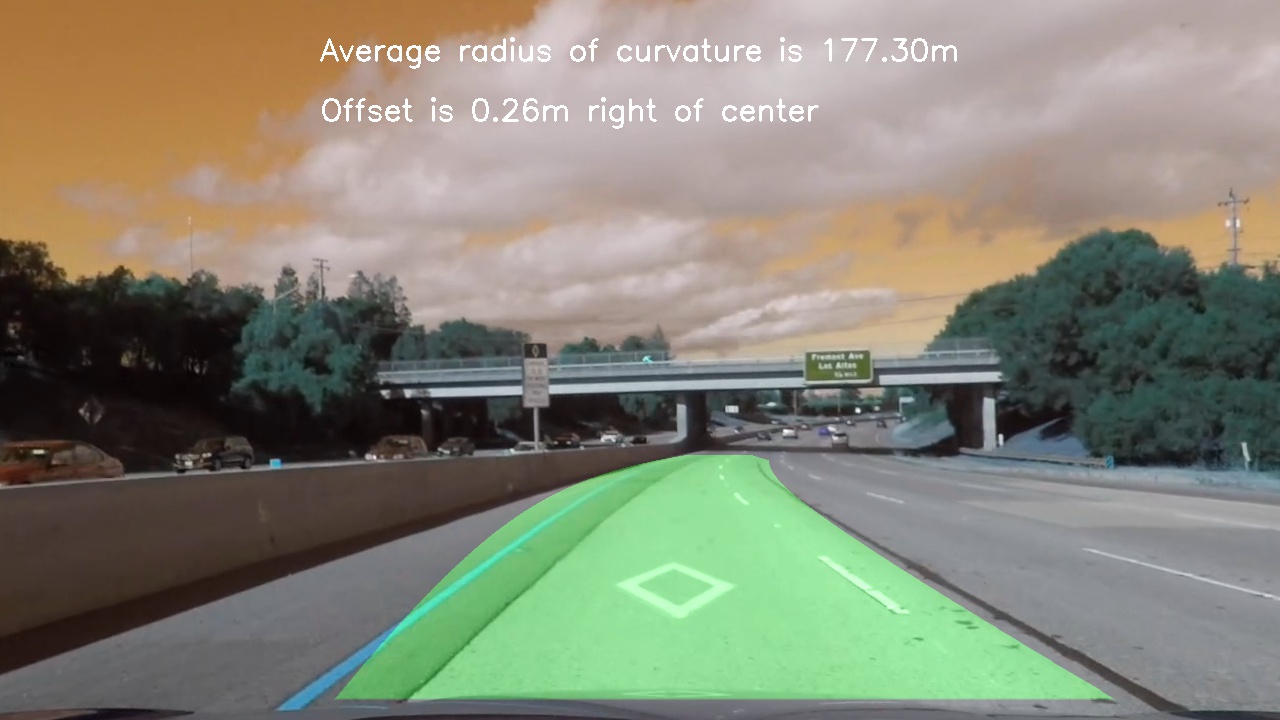 Average radius of curvature is 177.30m
Offset is 0.26m right of center
Fremont Ave
Los Altos